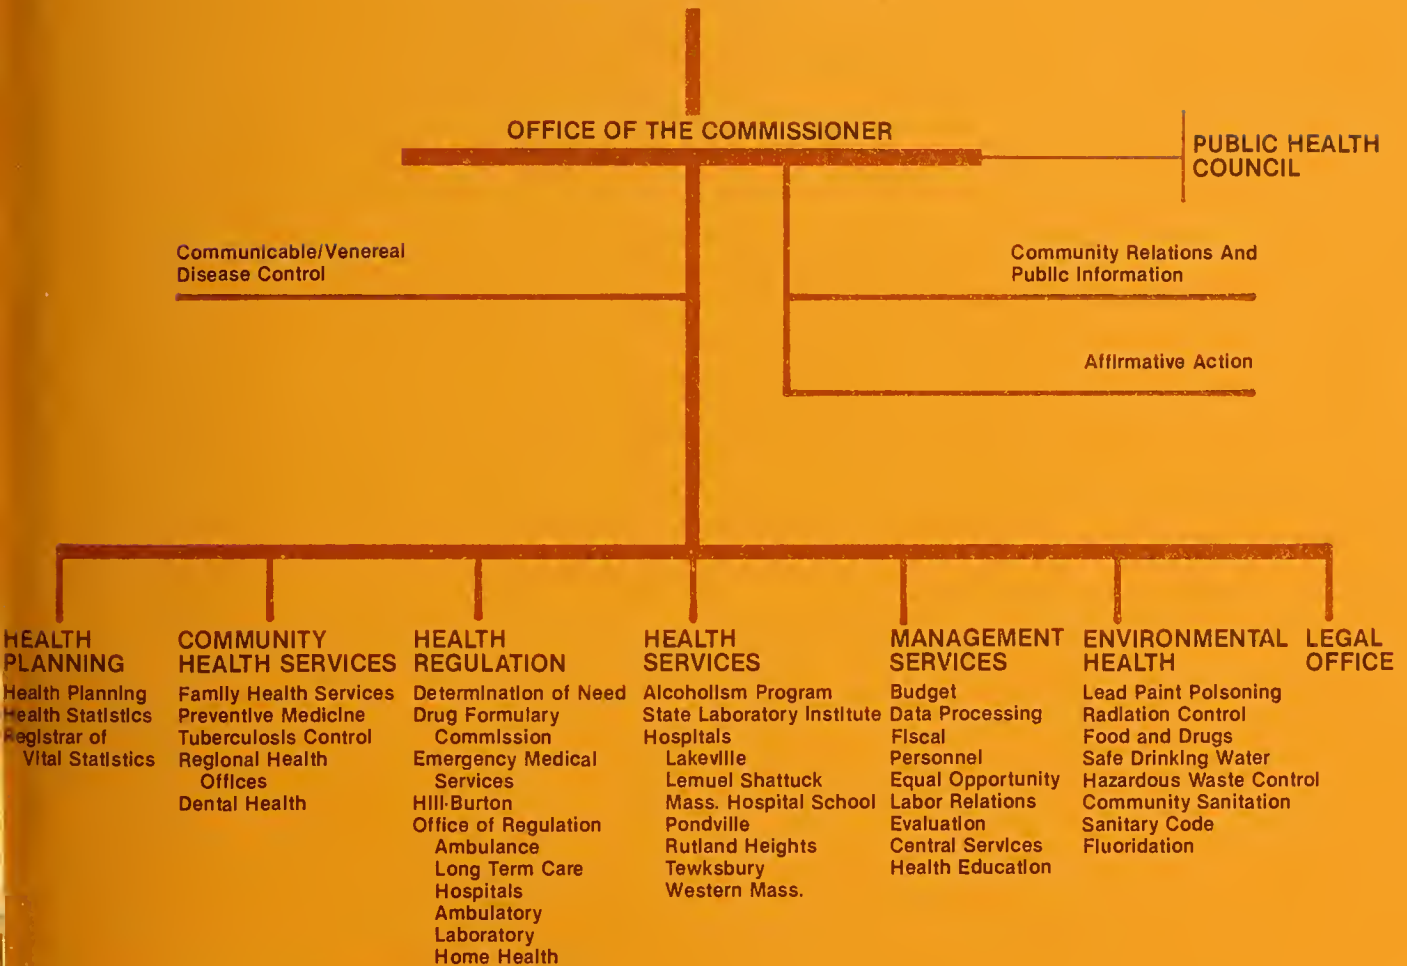 OFFICE OF THE COMMISSIONER
PUBLIC HEALTH
COUNCIL
Communicable/Venereal
Disease Control
Community Relations And
Public Information
Affirmative Action
HEALTH
PLANNING
Health Planning
Health Statistics
Registrar of
Vital Statistics
COMMUNITY
HEALTH SERVICES
Family Health Services
Preventive Medicine
Tuberculosis Control
Regional Health
Offices
Dental Health
HEALTH
REGULATION
Determination of Need
Drug Formulary
Commission
Emergency Medical
Services
Hill-Burton
Office of Regulation
Ambulance
Long Term Care
Hospitals
Ambulatory
Laboratory
Home Health
HEALTH
SERVICES
Alcoholism Program
State Laboratory Institute
Hospitals
Lakeville
Lemuel Shattuck
Mass. Hospital School
Pondville
Rutland Heights
Tewksbury
Western Mass.
MANAGEMENT
SERVICES
Budget
Data Processing
Fiscal
Personnel
Equal Opportunity
Labor Relations
Evaluation
Central Services
Health Education
ENVIRONMENTAL
HEALTH
Lead Paint Poisoning
Radiation Control
Food and Drugs
Safe Drinking Water
Hazardous Waste Control
Community Sanitation
Sanitary Code
Fluoridation
LEGAL
OFFICE